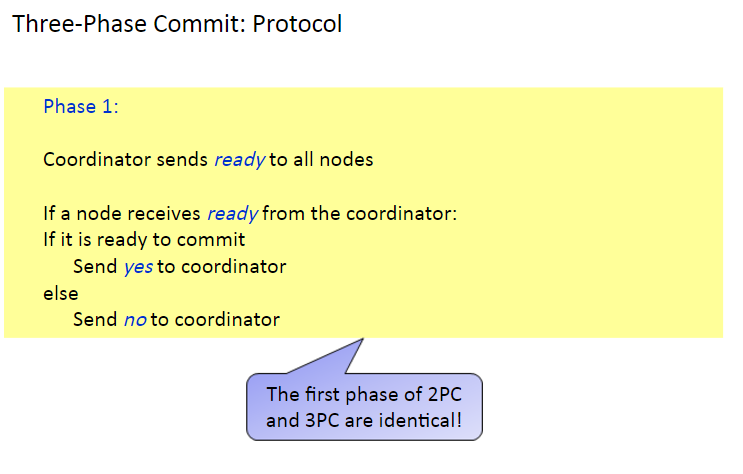 Three-Phase Commit: Protocol
Phase 1:
Coordinator sends ready to all nodes
If a node receives ready from the coordinator:
If it is ready to commit
Send yes to coordinator
else
Send no to coordinator
The first phase of 2PC
and 3PC are identical!